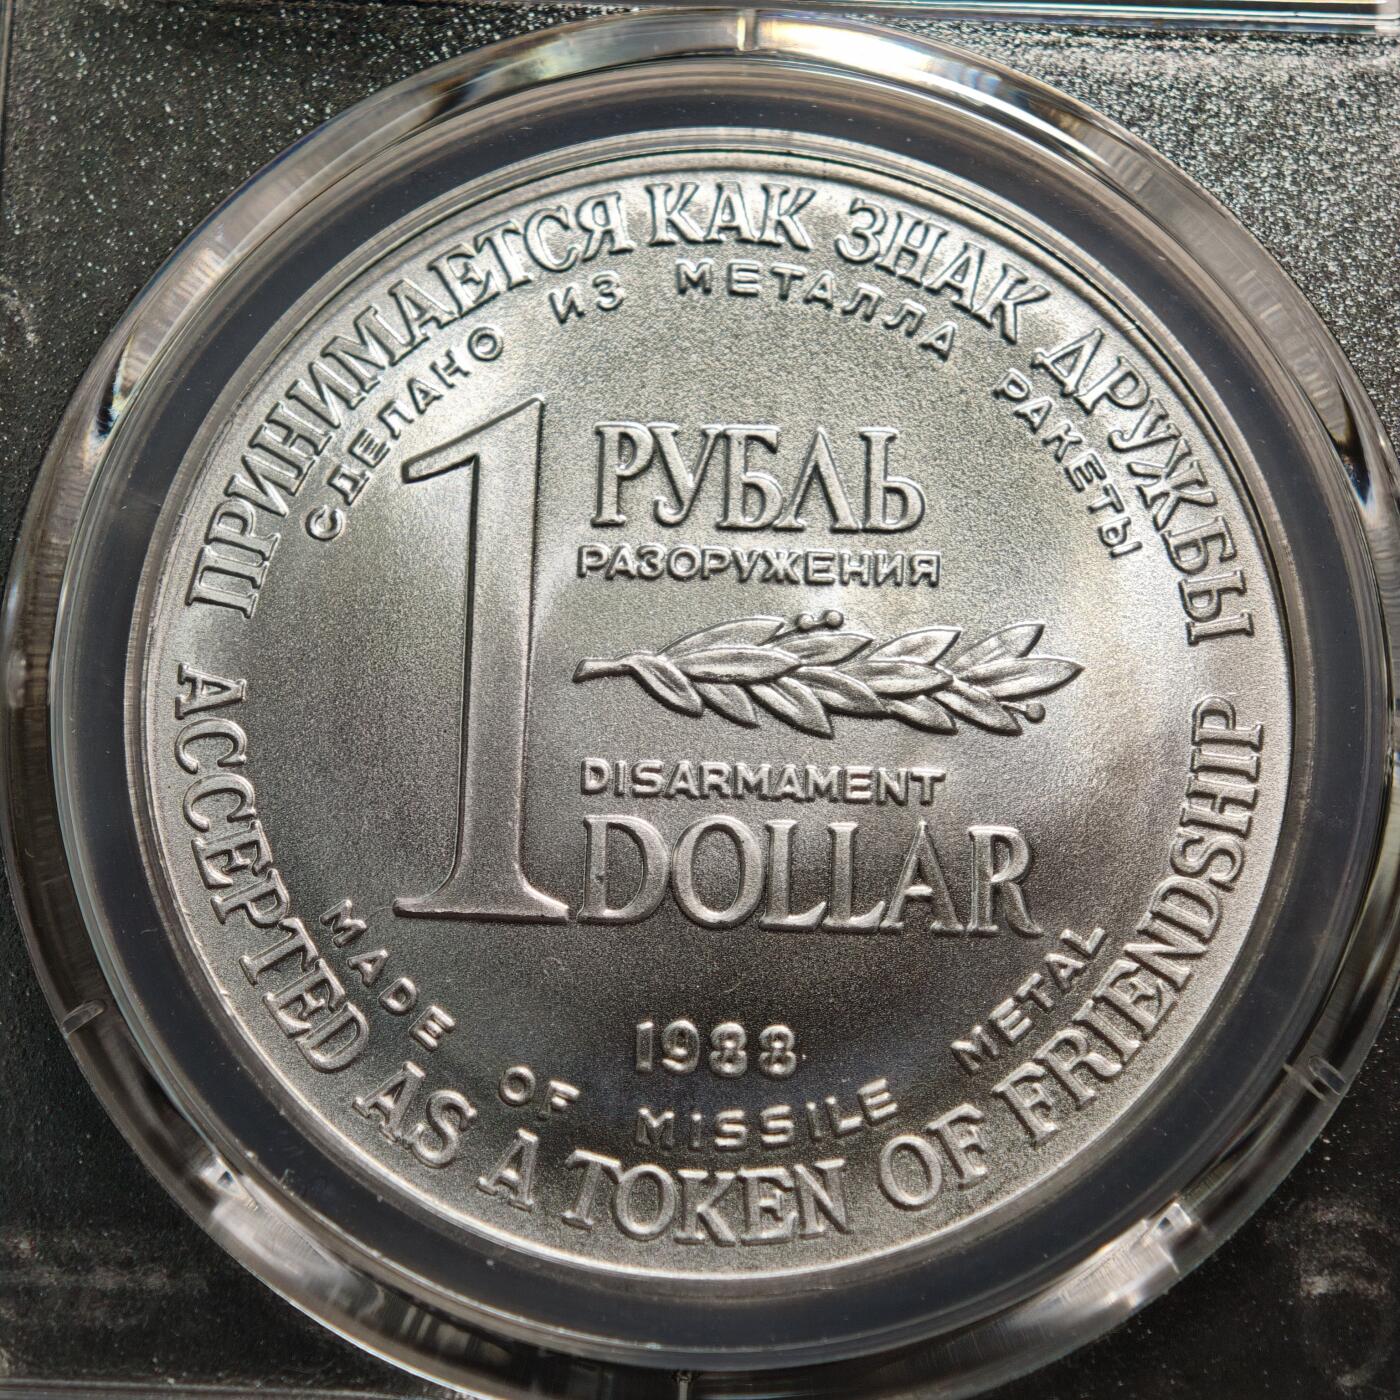 ПРИНИМАЕТСЯ КАК ЗНАК ДРУЖБЫ
СДЕЛАНО ИЗ МЕТАЛЛА РАКЕТЫ
1
РУБЛЬ
РАЗОРУЖЕНИЯ
DISARMAMENT
DOLLAR
1988
MADE OF MISSILE METAL
ACCEPTED AS A TOKEN OF FRIENDSHIP